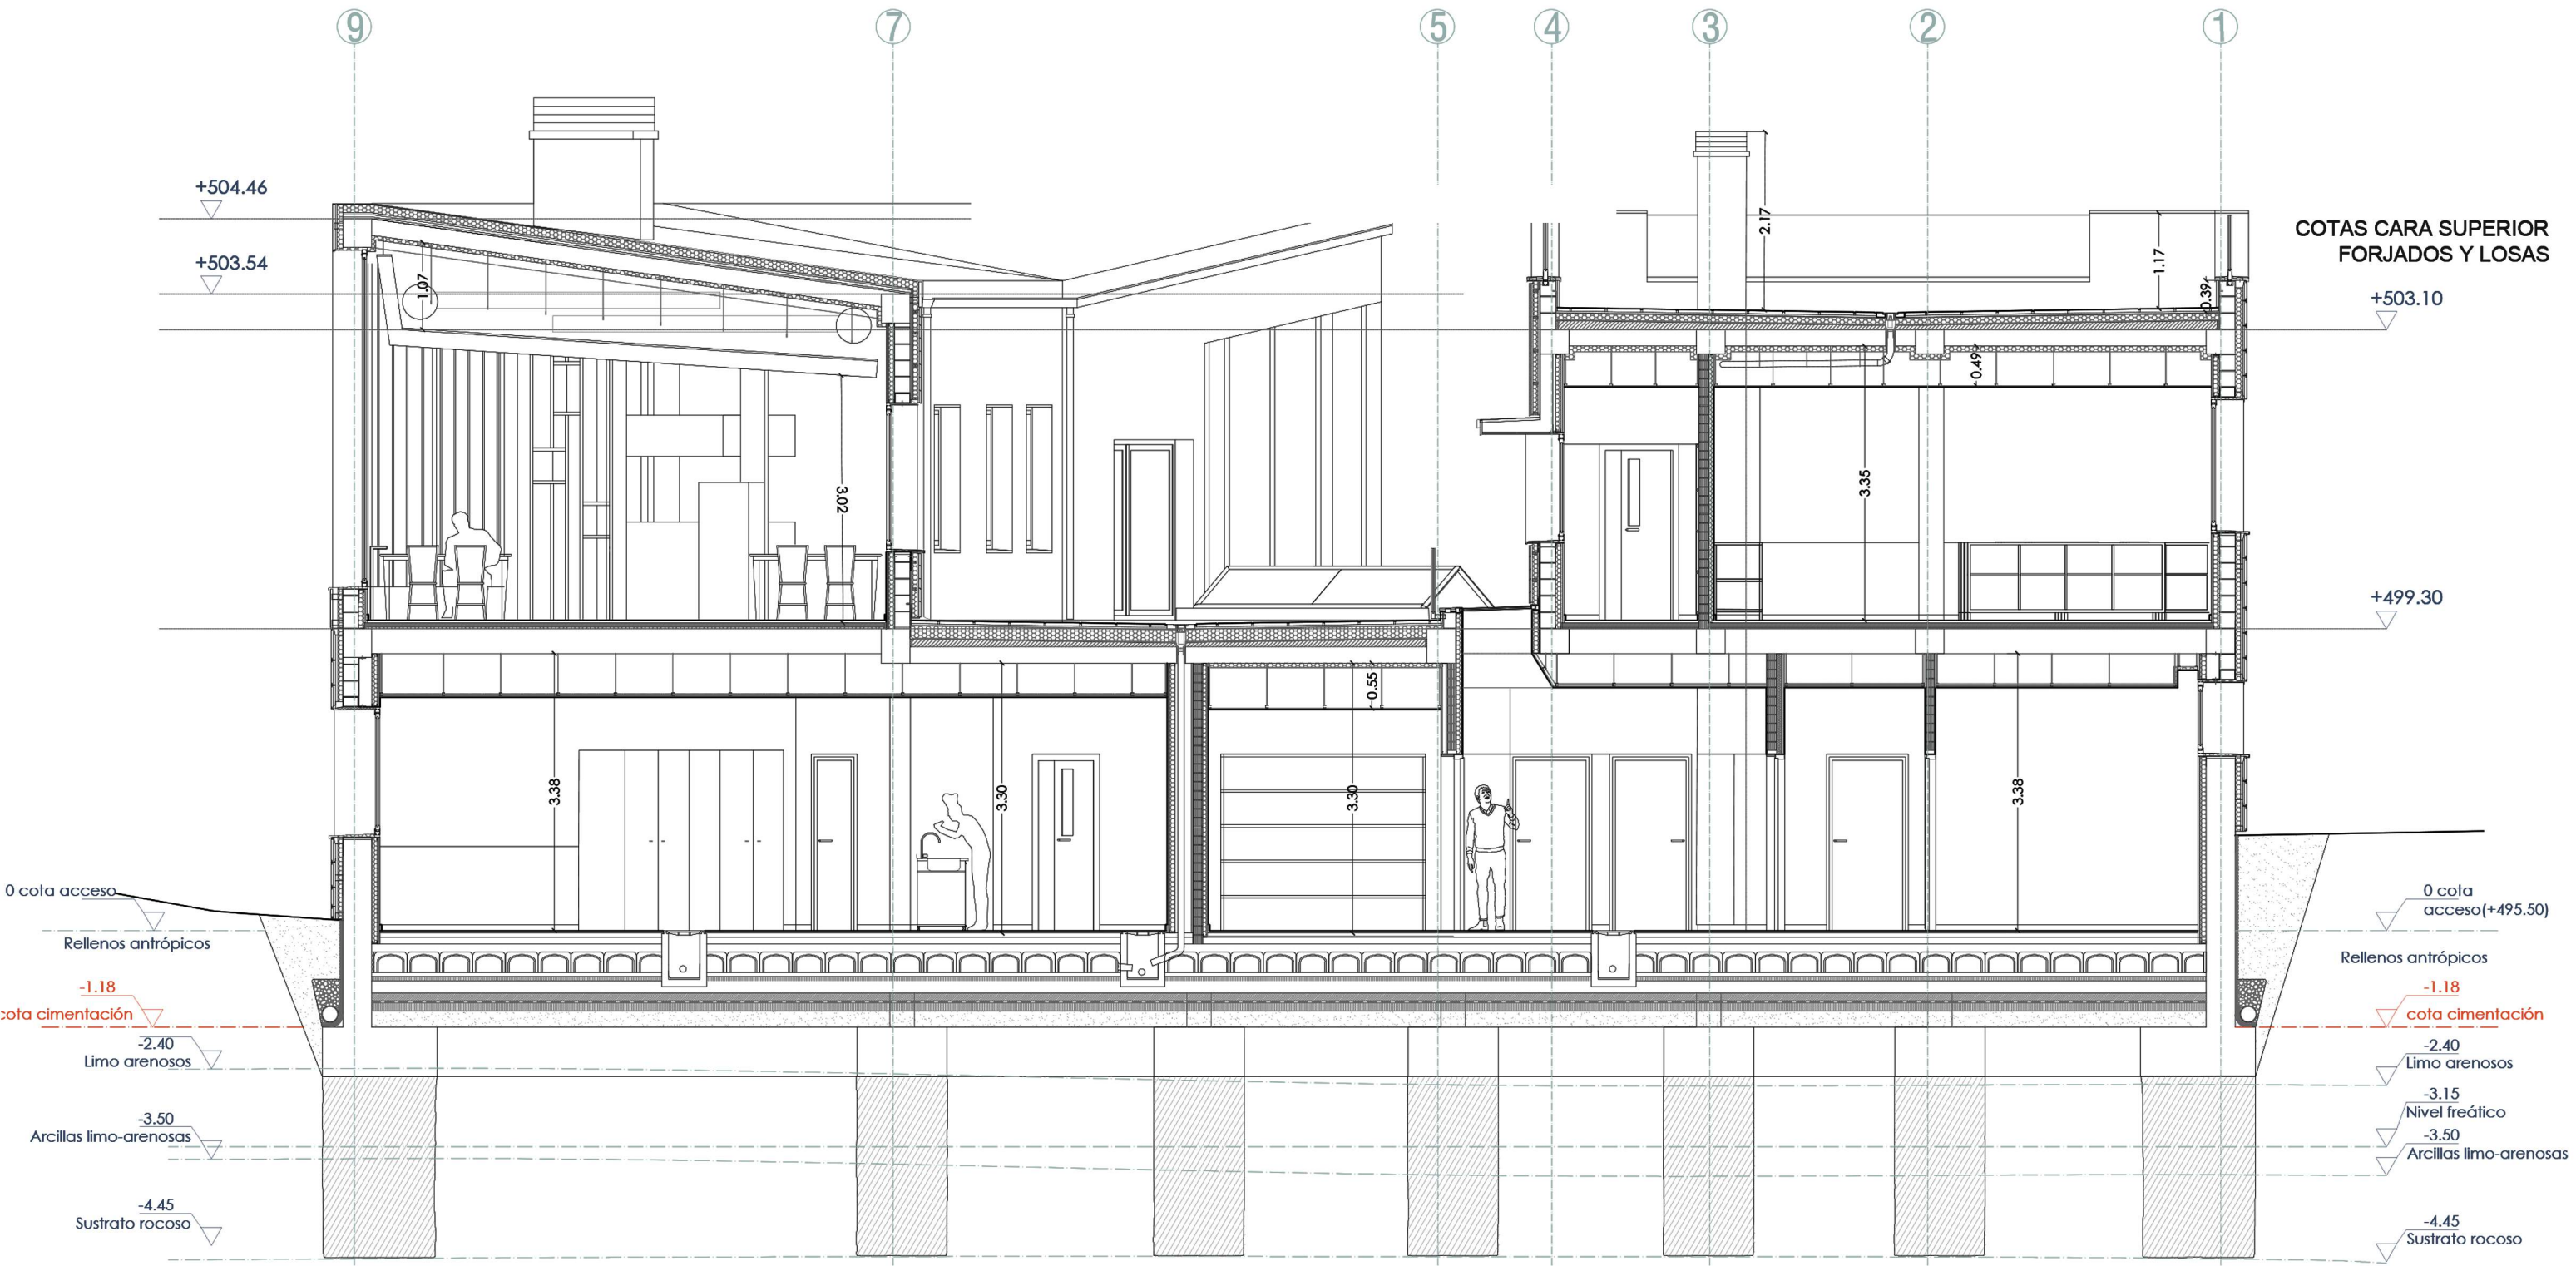 9 7 5 4 3 2 1
+504.46
+503.54
COTAS CARA SUPERIOR
FORJADOS Y LOSAS
+503.10
+499.30
2.17
1.17
0.39
1.07
3.02
0.49
3.35
0.55
3.38
3.30
3.30
3.38
0 cota acceso
Rellenos antrópicos
-1.18
cota cimentación
-2.40
Limo arenosos
-3.50
Arcillas limo-arenosas
-4.45
Sustrato rocoso
0 cota
acceso(+495.50)
Rellenos antrópicos
-1.18
cota cimentación
-2.40
Limo arenosos
-3.15
Nivel freático
-3.50
Arcillas limo-arenosas
-4.45
Sustrato rocoso